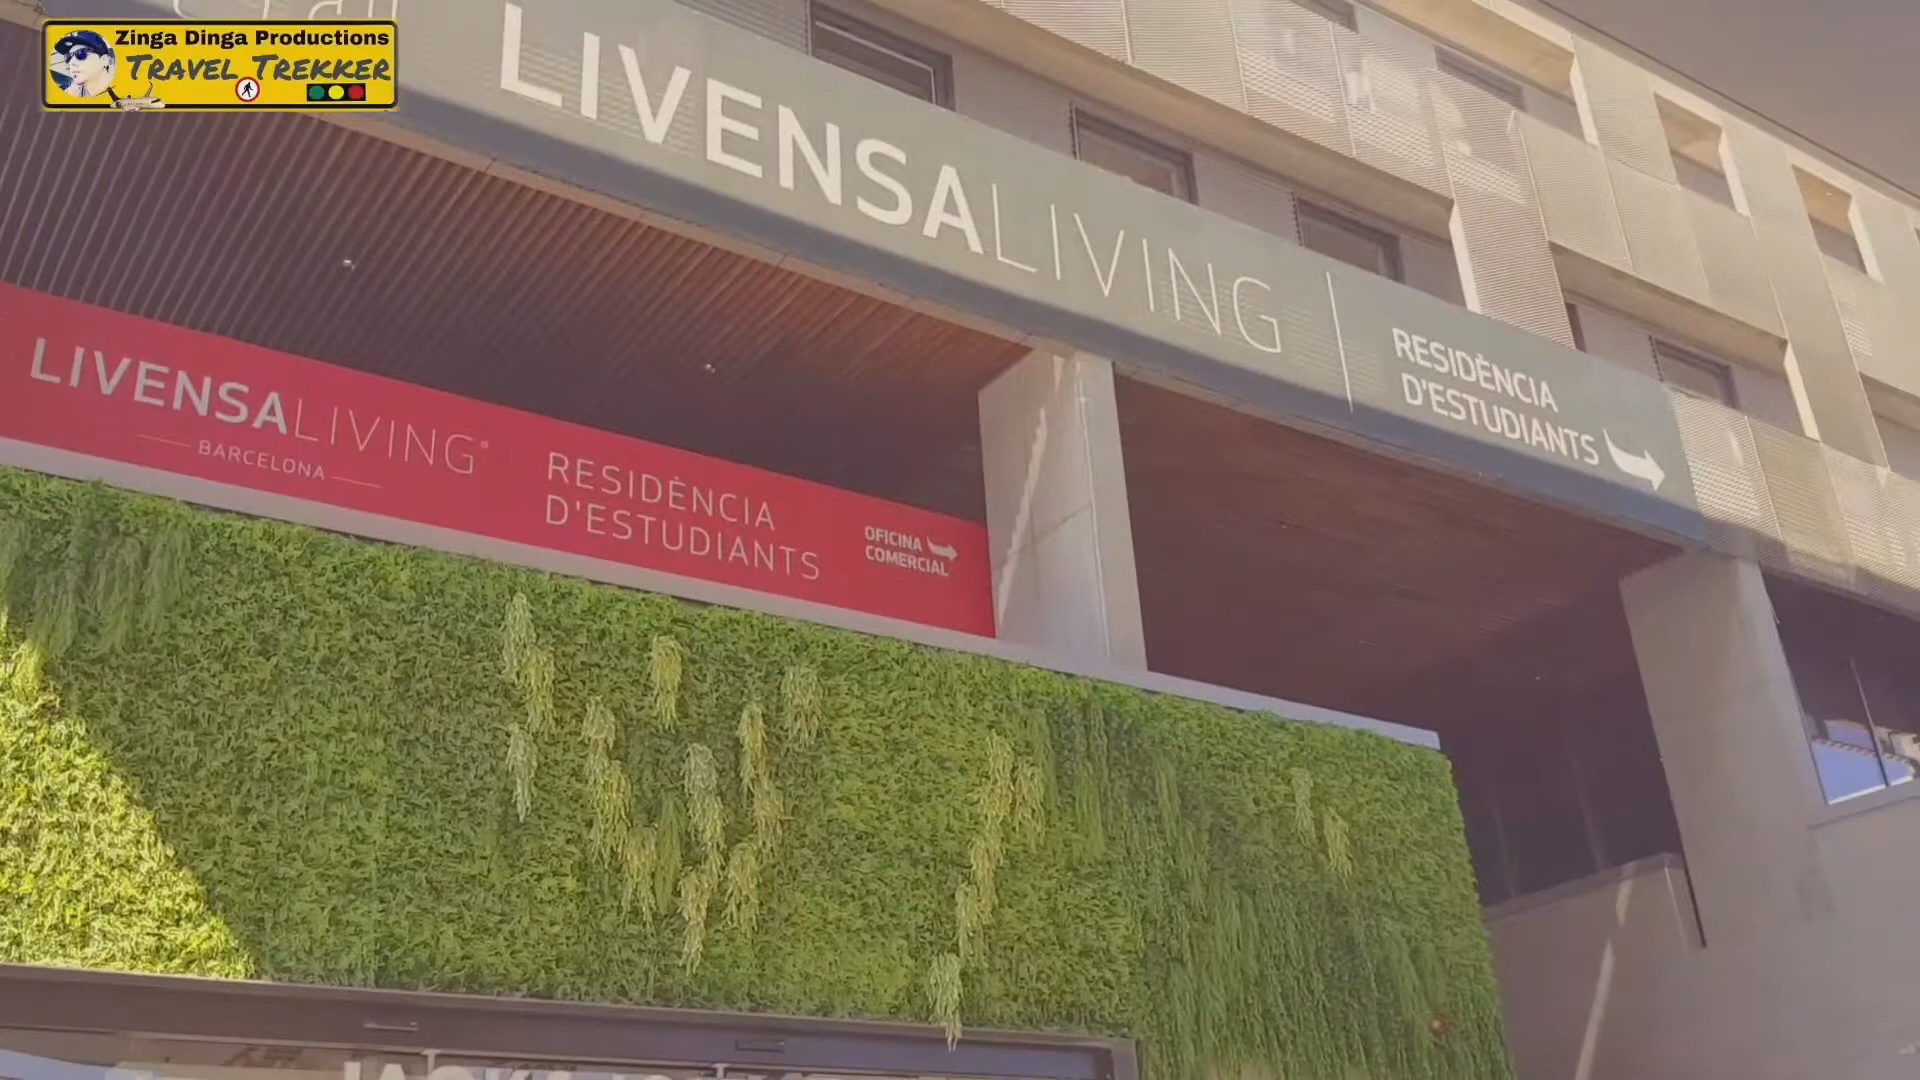 Zinga Dinga Productions
TRAVEL TREKKER
LIVENSALIVING
RESIDÈNCIA
D'ESTUDIANTS
LIVENSALIVING®
BARCELONA
RESIDÈNCIA
D'ESTUDIANTS
OFICINA
COMERCIAL